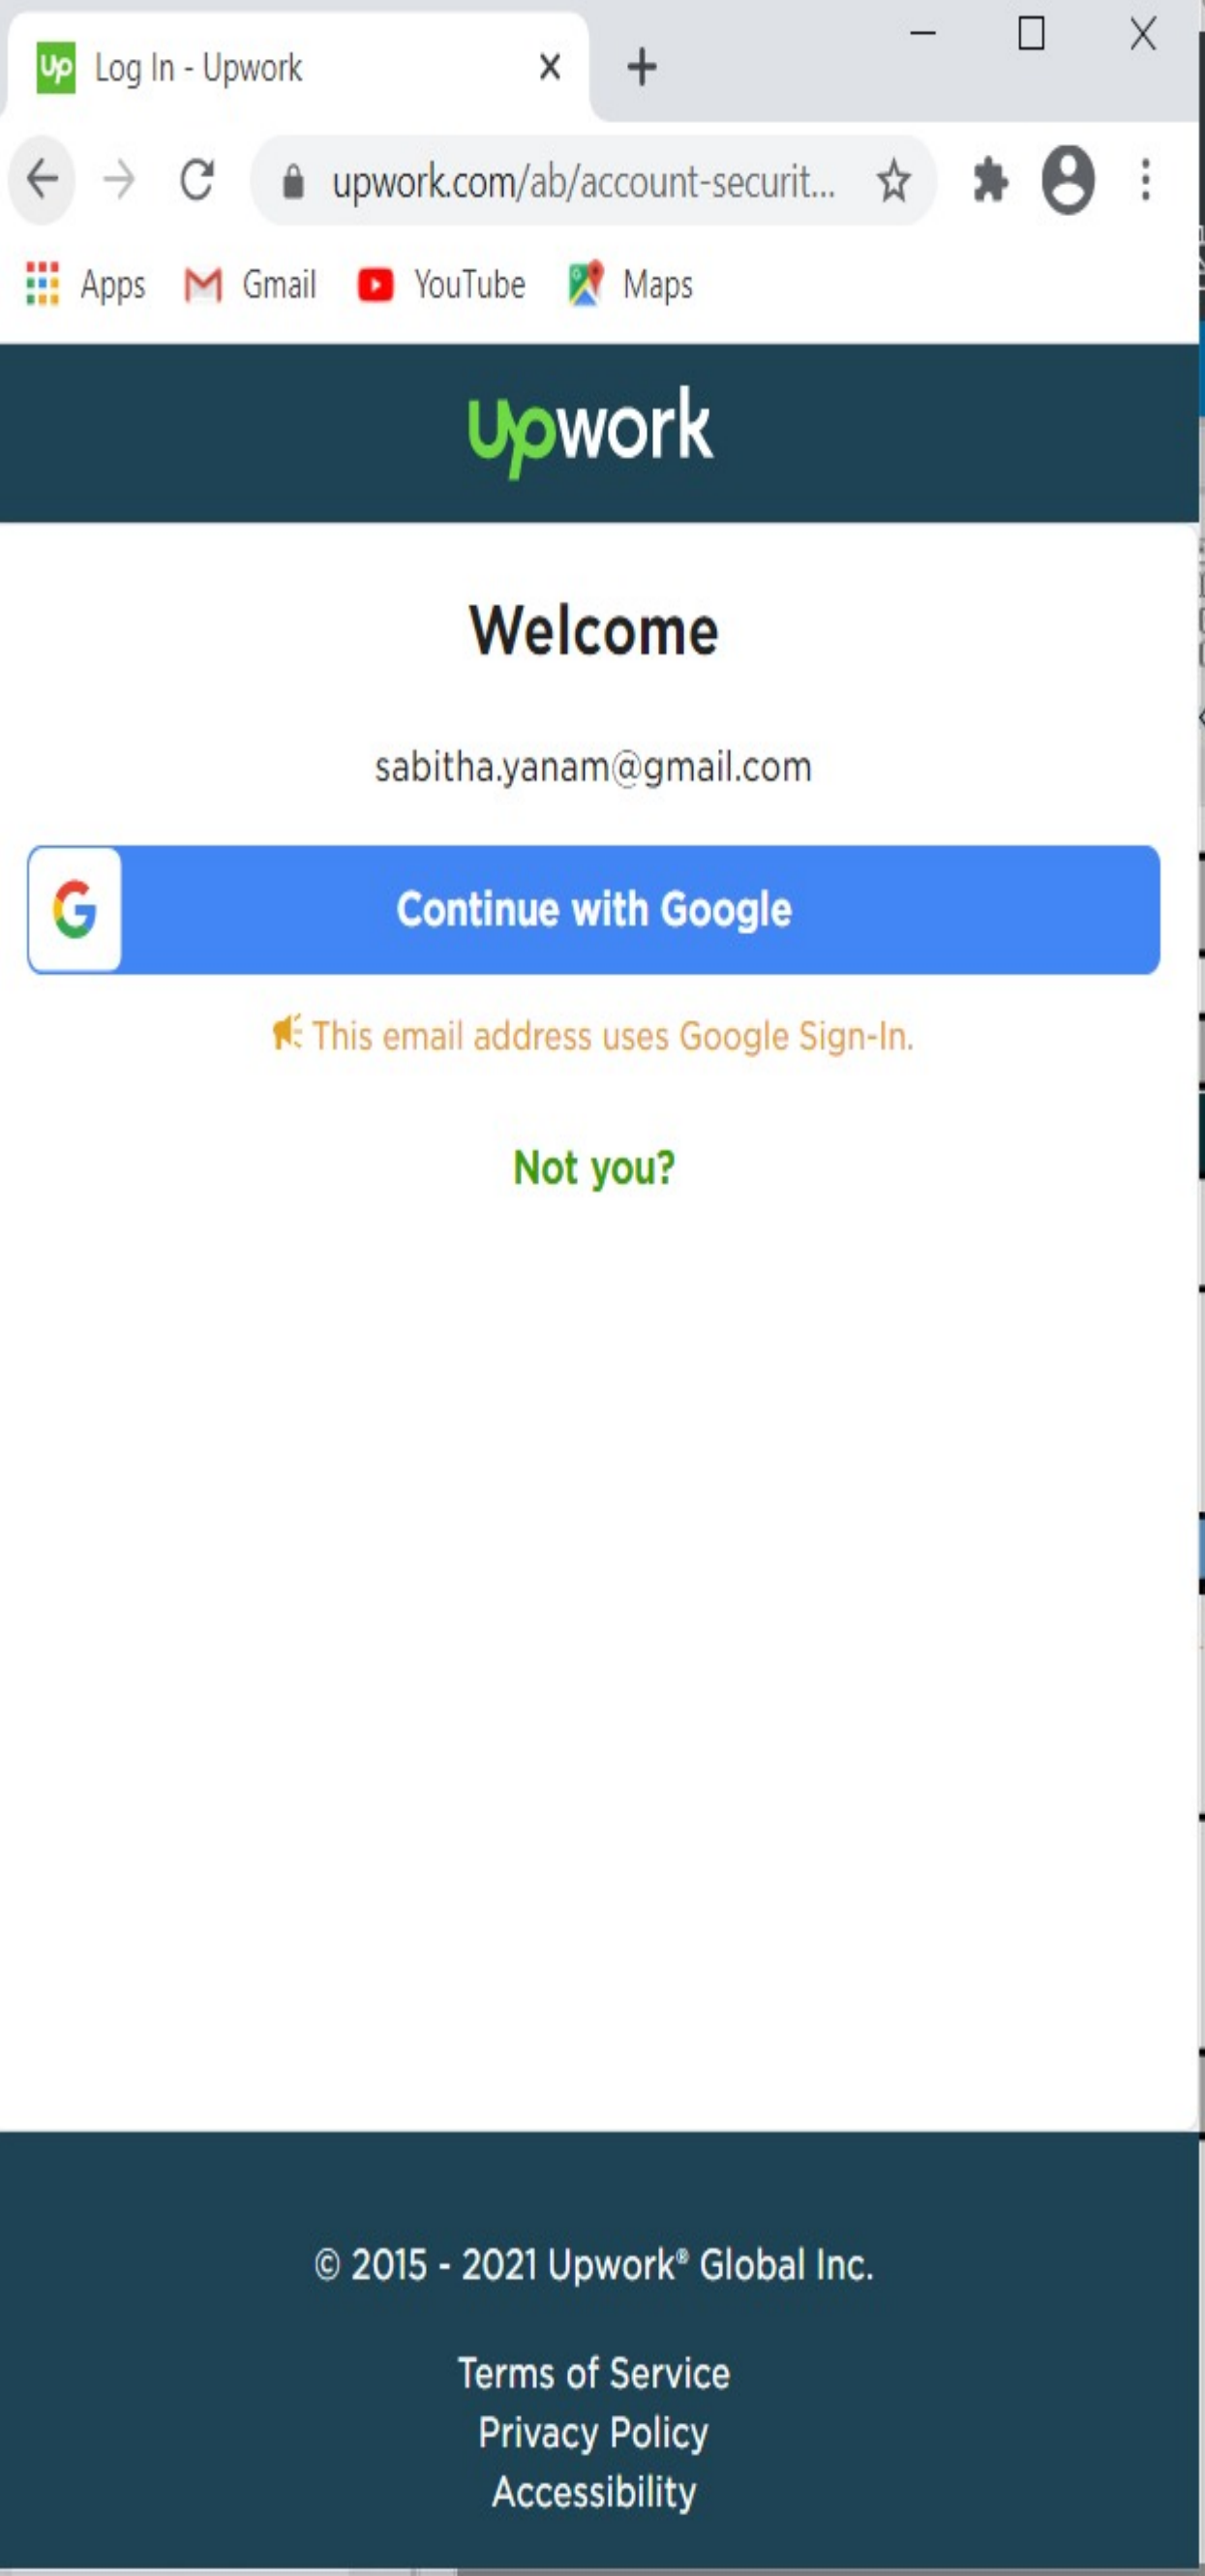 Up Log In - Upwork
upwork.com/ab/account-securit...
Apps Gmail YouTube Maps
upwork
Welcome
sabitha.yanam@gmail.com
G Continue with Google
This email address uses Google Sign-In.
Not you?
© 2015 - 2021 Upwork® Global Inc.
Terms of Service
Privacy Policy
Accessibility